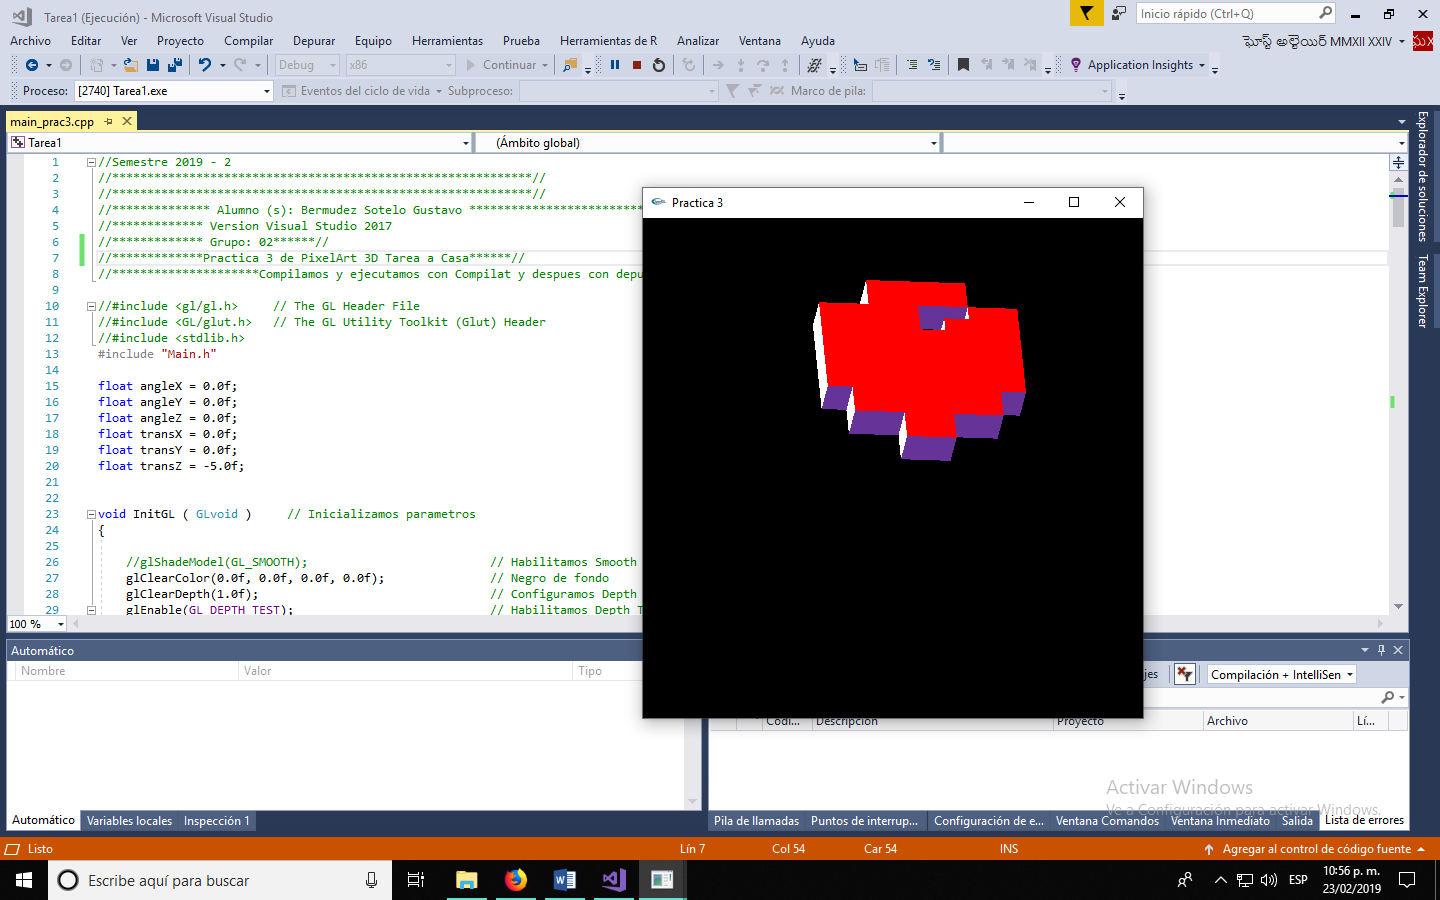 Tarea1 (Ejecución) - Microsoft Visual Studio
Inicio rápido (Ctrl+Q)
Archivo Editar Ver Proyecto Compilar Depurar Equipo Herramientas Prueba Herramientas de R Analizar Ventana Ayuda
MMXII XXIV
Debug x86 Continuar Application Insights
Proceso: [2740] Tarea1.exe Eventos del ciclo de vida Subproceso: Marco de pila:
main_prac3.cpp
Tarea1 (Ámbito global)
1 //Semestre 2019 - 2
2 //************************************************************//
3 //************************************************************//
4 //************** Alumno (s): Bermudez Sotelo Gustavo *************************
5 //************* Version Visual Studio 2017
6 //************* Grupo: 02******//
7 //*************Practica 3 de PixelArt 3D Tarea a Casa******//
8 //*********************Compilamos y ejecutamos con Compilat y despues con depu
9
10 //#include <gl/gl.h> // The GL Header File
11 //#include <GL/glut.h> // The GL Utility Toolkit (Glut) Header
12 //#include <stdlib.h>
13 #include "Main.h"
14
15 float angleX = 0.0f;
16 float angleY = 0.0f;
17 float angleZ = 0.0f;
18 float transX = 0.0f;
19 float transY = 0.0f;
20 float transZ = -5.0f;
21
22
23 void InitGL ( GLvoid ) // Inicializamos parametros
24 {
25
26 //glShadeModel(GL_SMOOTH); // Habilitamos Smooth
27 glClearColor(0.0f, 0.0f, 0.0f, 0.0f); // Negro de fondo
28 glClearDepth(1.0f); // Configuramos Depth
29 glEnable(GL_DEPTH_TEST); // Habilitamos Depth T
100 %
Practica 3
Explorador de soluciones
Team Explorer
Automático
Nombre Valor Tipo
jes Compilación + IntelliSen
Códi... Descripción Proyecto Archivo Lí...
Activar Windows
Ve a Configuración para activar Windows.
Automático Variables locales Inspección 1
Pila de llamadas Puntos de interrup... Configuración de e... Ventana Comandos Ventana Inmediato Salida Lista de errores
Listo Lín 7 Col 54 Car 54 INS Agregar al control de código fuente
Escribe aquí para buscar
ESP
10:56 p. m.
23/02/2019